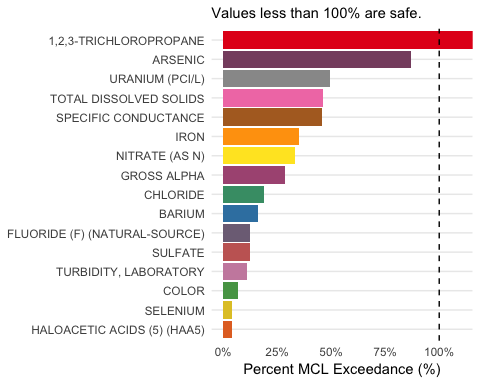 Values less than 100% are safe.
1,2,3-TRICHLOROPROPANE
ARSENIC
URANIUM (PCI/L)
TOTAL DISSOLVED SOLIDS
SPECIFIC CONDUCTANCE
IRON
NITRATE (AS N)
GROSS ALPHA
CHLORIDE
BARIUM
FLUORIDE (F) (NATURAL-SOURCE)
SULFATE
TURBIDITY, LABORATORY
COLOR
SELENIUM
HALOACETIC ACIDS (5) (HAA5)
0% 25% 50% 75% 100%
Percent MCL Exceedance (%)